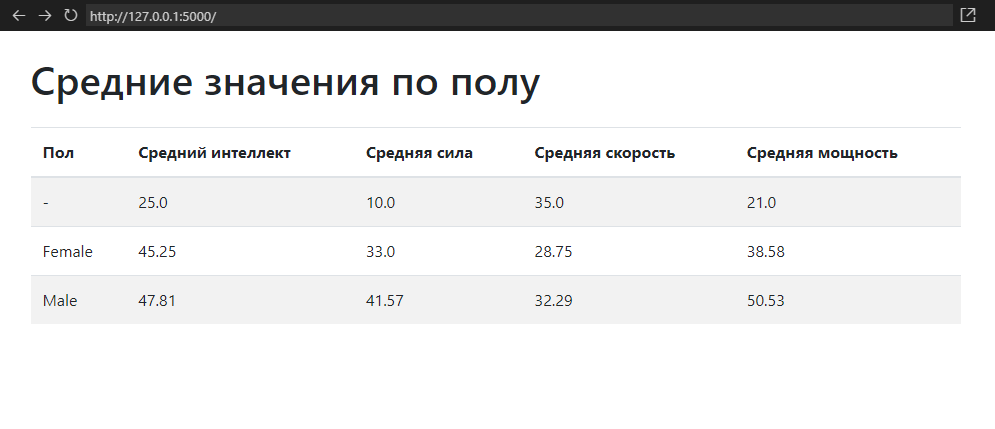 http://127.0.0.1:5000/
Средние значения по полу
Пол Средний интеллект Средняя сила Средняя скорость Средняя мощность
- 25.0 10.0 35.0 21.0
Female 45.25 33.0 28.75 38.58
Male 47.81 41.57 32.29 50.53